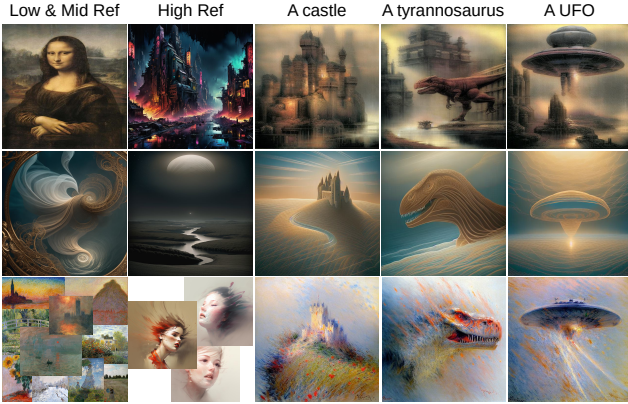 Low & Mid Ref
High Ref
A castle
A tyrannosaurus
A UFO